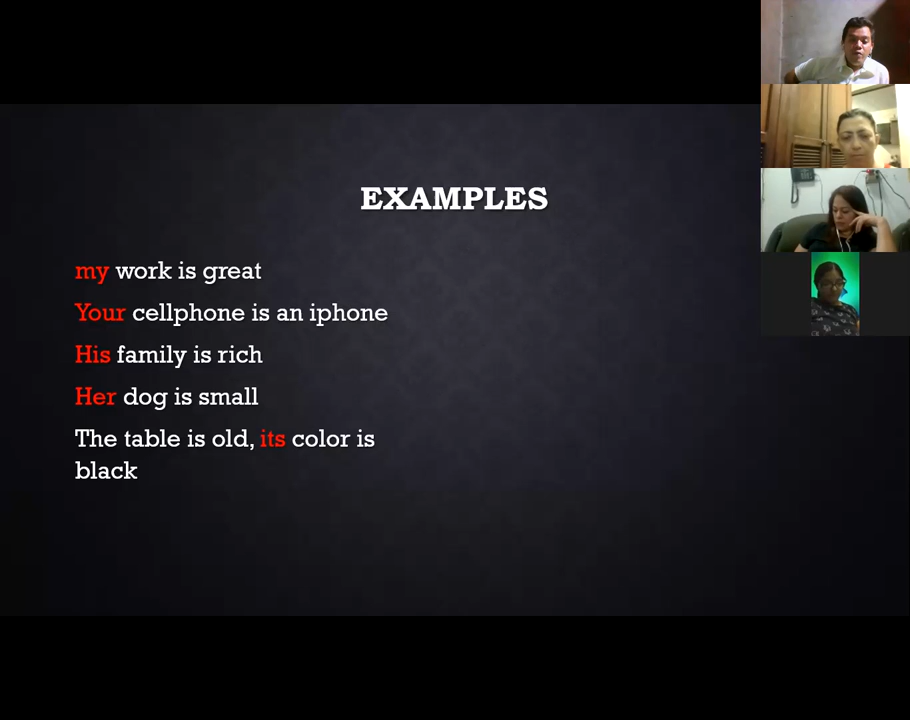 EXAMPLES
my work is great
Your cellphone is an iphone
His family is rich
Her dog is small
The table is old, its color is
black